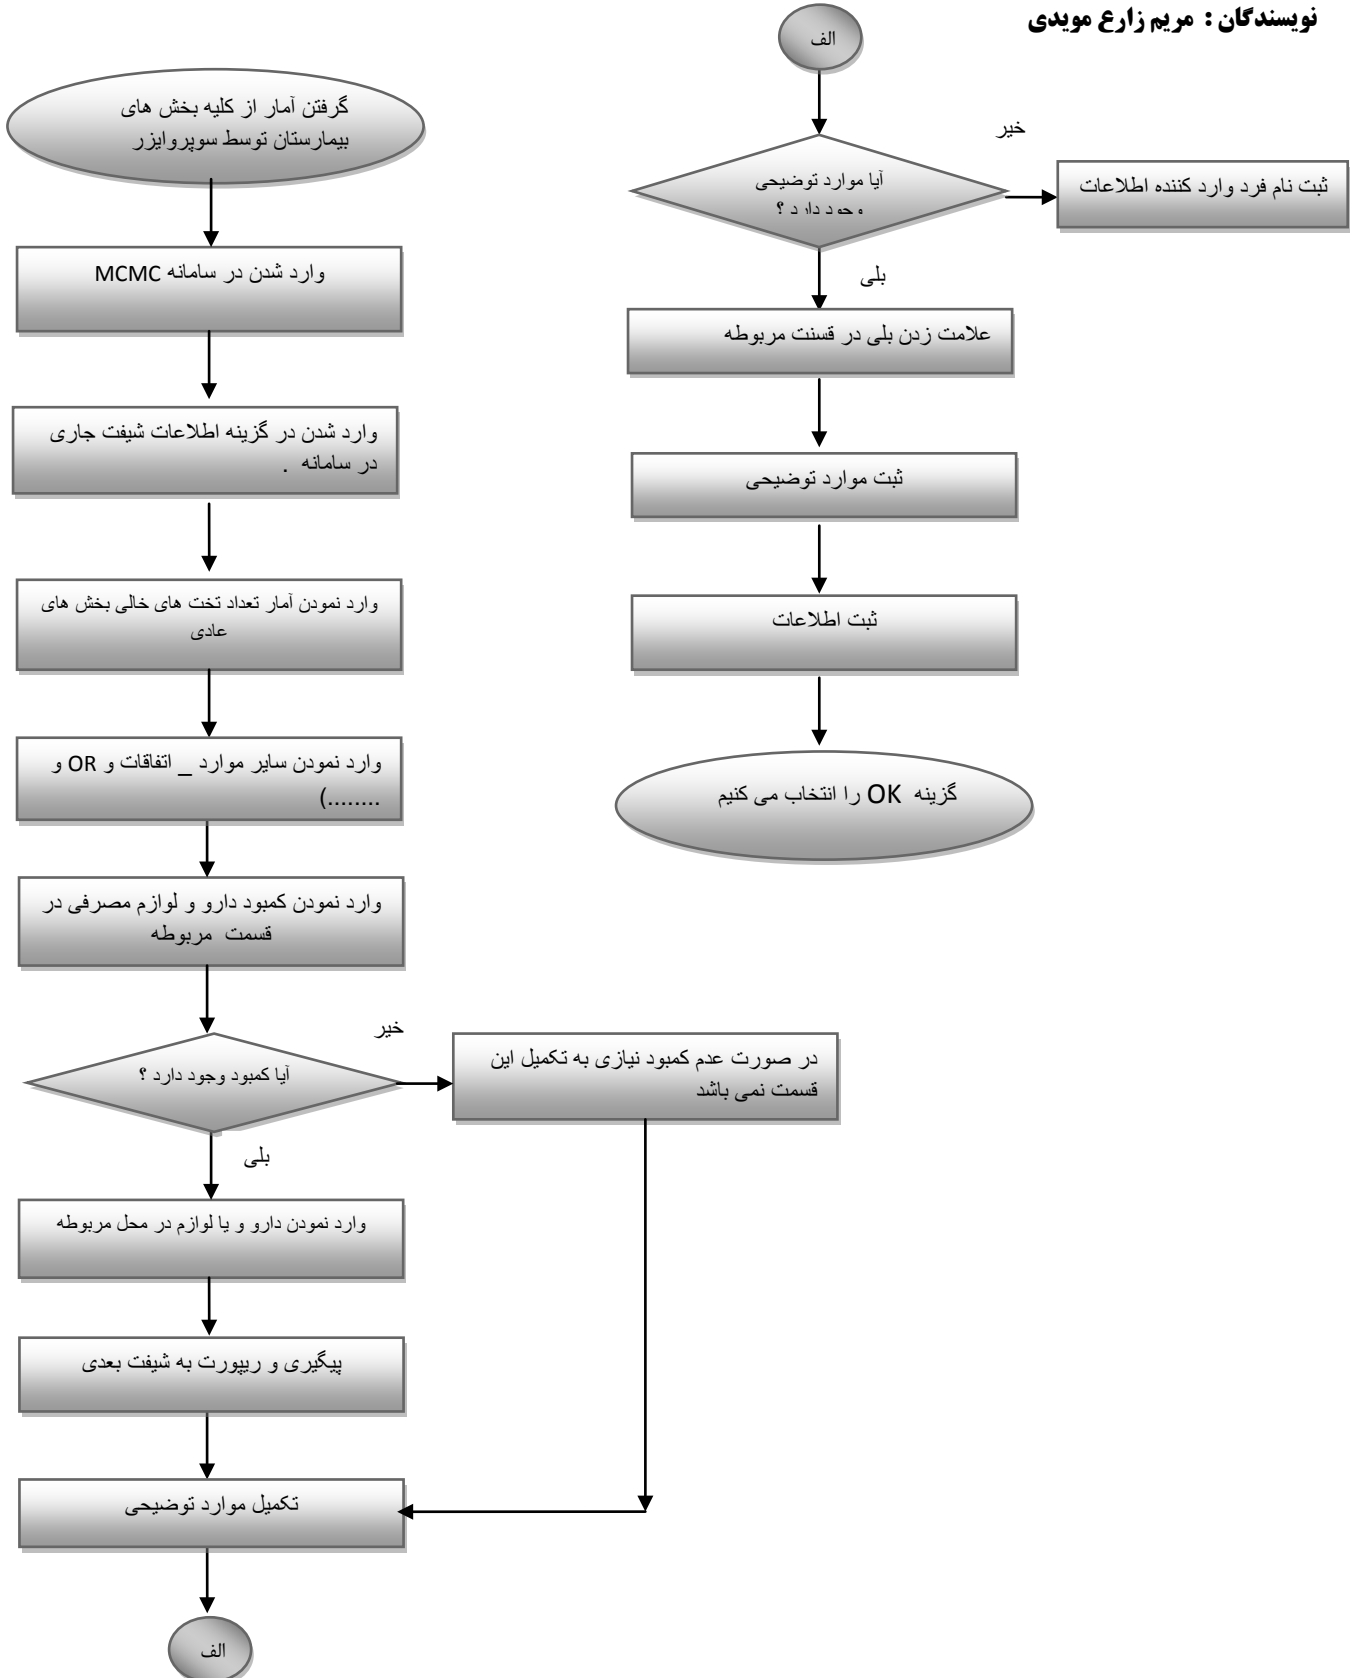 نویسندگان : مریم زارع مویدی
گرفتن آمار از کلیه بخش های
بیمارستان توسط سوپروایزر
وارد شدن در سامانه MCMC
وارد شدن در گزینه اطلاعات شیفت جاری
در سامانه .
وارد نمودن آمار تعداد تخت های خالی بخش های
عادی
وارد نمودن سایر موارد _ اتفاقات و OR و
........)
وارد نمودن کمبود دارو و لوازم مصرفی در
قسمت مربوطه
آیا کمبود وجود دارد ؟
خیر
در صورت عدم کمبود نیازی به تکمیل این
قسمت نمی باشد
بلی
وارد نمودن دارو و یا لوازم در محل مربوطه
پیگیری و ریپورت به شیفت بعدی
تکمیل موارد توضیحی
الف
الف
آیا موارد توضیحی
وجود دارد ؟
خیر
ثبت نام فرد وارد کننده اطلاعات
بلی
علامت زدن بلی در قسنت مربوطه
ثبت موارد توضیحی
ثبت اطلاعات
گزینه OK را انتخاب می کنیم